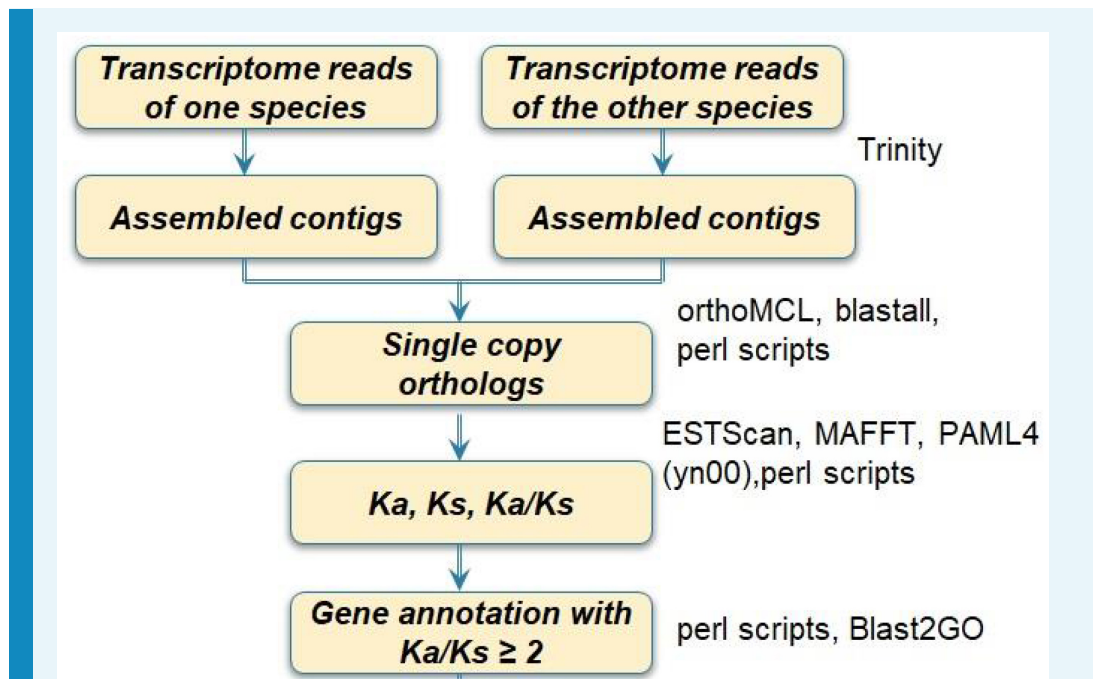 Transcriptome reads
of one species
Transcriptome reads
of the other species
Trinity
Assembled contigs
Assembled contigs
orthoMCL, blastall,
perl scripts
Single copy
orthologs
ESTScan, MAFFT, PAML4
(yn00),perl scripts
Ka, Ks, Ka/Ks
Gene annotation with
Ka/Ks ≥ 2
perl scripts, Blast2GO